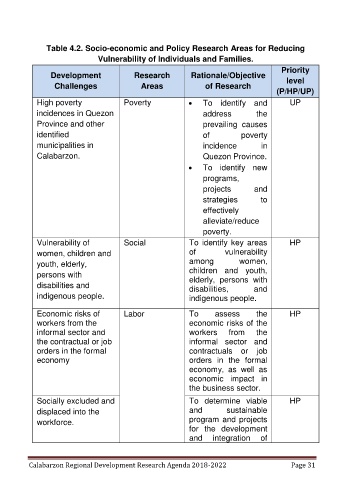 Table 4.2. Socio-economic and Policy Research Areas for Reducing
Vulnerability of Individuals and Families.
Development
Challenges
Research
Areas
Rationale/Objective
of Research
Priority
level
(P/HP/UP)
High poverty
incidences in Quezon
Province and other
identified
municipalities in
Calabarzon.
Poverty
• To identify and
address the
prevailing causes
of poverty
incidence in
Quezon Province.
• To identify new
programs,
projects and
strategies to
effectively
alleviate/reduce
poverty.
UP
Vulnerability of
women, children and
youth, elderly,
persons with
disabilities and
indigenous people.
Social
To identify key areas
of vulnerability
among women,
children and youth,
elderly, persons with
disabilities, and
indigenous people.
HP
Economic risks of
workers from the
informal sector and
the contractual or job
orders in the formal
economy
Labor
To assess the
economic risks of the
workers from the
informal sector and
contractuals or job
orders in the formal
economy, as well as
economic impact in
the business sector.
HP
Socially excluded and
displaced into the
workforce.
To determine viable
and sustainable
program and projects
for the development
and integration of
HP
Calabarzon Regional Development Research Agenda 2018-2022 Page 31